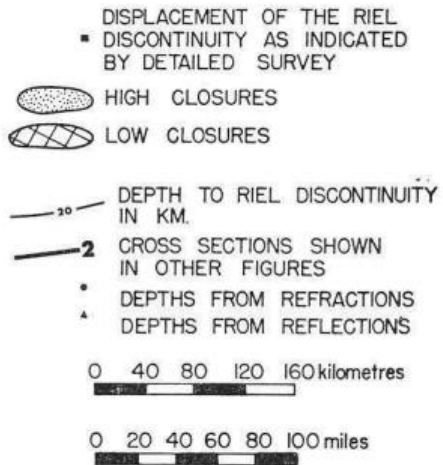 DISPLACEMENT OF THE RIEL
DISCONTINUITY AS INDICATED
BY DETAILED SURVEY
HIGH CLOSURES
LOW CLOSURES
20
DEPTH TO RIEL DISCONTINUITY
IN KM.
2
CROSS SECTIONS SHOWN
IN OTHER FIGURES
DEPTHS FROM REFRACTIONS
DEPTHS FROM REFLECTIONS
0 40 80 120 160 kilometres
0 20 40 60 80 100 miles